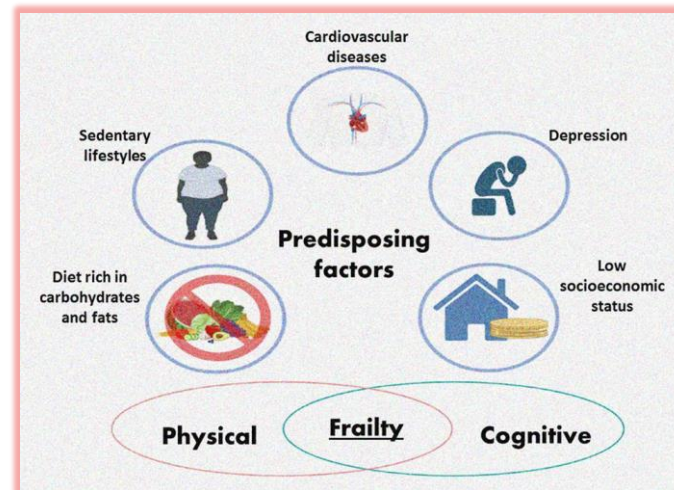 Cardiovascular
diseases
Sedentary
lifestyles
Depression
Predisposing
factors
Diet rich in
carbohydrates
and fats
Low
socioeconomic
status
Physical
Frailty
Cognitive